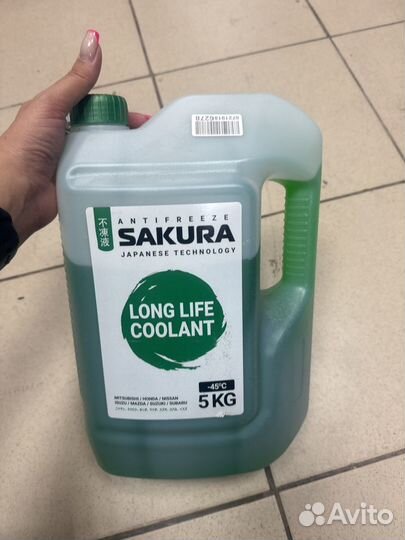 8721918627B
不凍液
ANTIFREEZE
SAKURA
JAPANESE TECHNOLOGY
LONG LIFE
COOLANT
-45°C
5 KG
MITSUBISHI / HONDA / NISSAN
ISUZU / MAZDA / SUZUKI / SUBARU
Avito